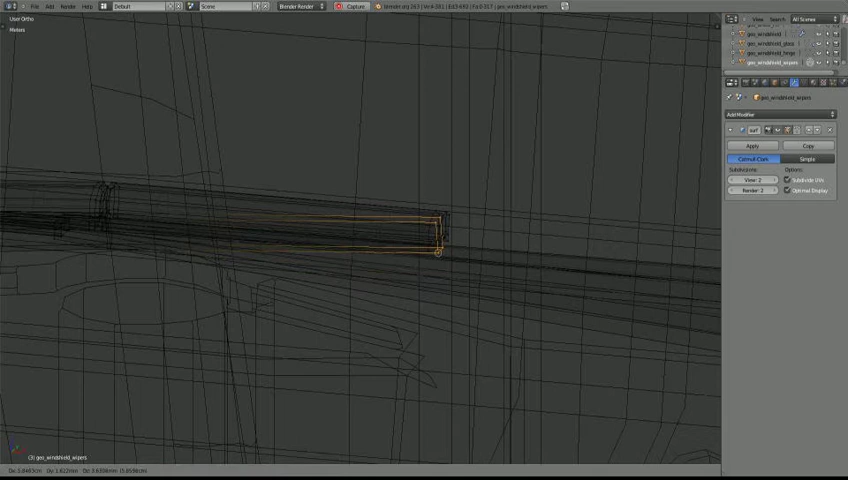 File Add Render Help
Default
Scene
Blender Render
Capture
User Ortho
Meters
View Search All Scenes
geo_windshield
geo_windshield_glass
geo_windshield_hinge
geo_windshield_wipers
geo_windshield_wipers
Add Modifier
Apply Copy
Catmull-Clark Simple
Subdivisions: Options:
View: 2 Subdivide UVs
Render: 2 Optimal Display
(3) geo_windshield_wipers